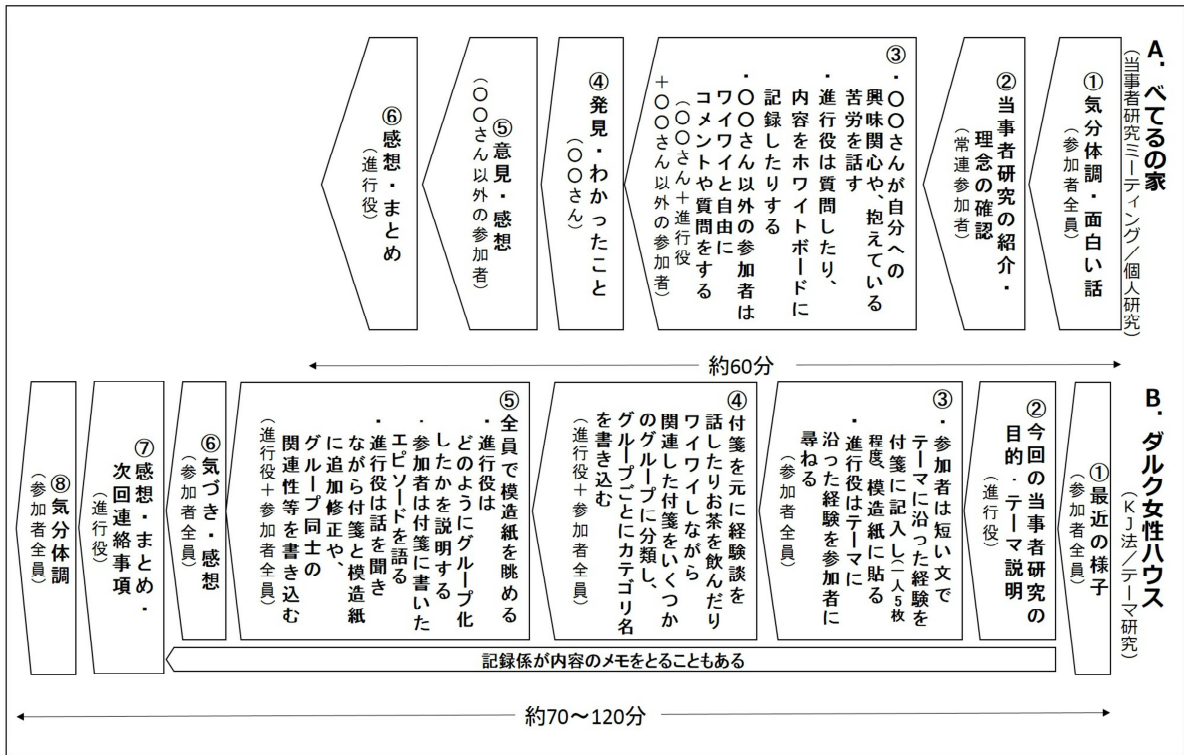 A．べてるの家
（当事者研究ミーティング／個人研究）
①気分体調・面白い話
（参加者全員）
②当事者研究の紹介・
理念の確認
（常連参加者）
③・〇〇さんが自分への
興味関心や、抱えている
苦労を話す
・進行役は質問したり、
内容をホワイトボードに
記録したりする
・〇〇さん以外の参加者は
ワイワイと自由に
コメントや質問をする
（〇〇さん＋進行役
＋〇〇さん以外の参加者）
④発見・わかったこと
（〇〇さん）
⑤意見・感想
（〇〇さん以外の参加者）
⑥感想・まとめ
（進行役）
約60分
B．ダルク女性ハウス
（KJ法／テーマ研究）
①最近の様子
（参加者全員）
②今回の当事者研究の
目的・テーマ説明
（進行役）
③・参加者は短い文で
テーマに沿った経験を
付箋に記入し（一人5枚
程度、模造紙に貼る
・進行役はテーマに
沿った経験を参加者に
尋ねる
（参加者全員）
④付箋を元に経験談を
話したりお茶を飲んだり
ワイワイしながら
関連した付箋をいくつか
のグループに分類し、
グループごとにカテゴリ名
を書き込む
（進行役＋参加者全員）
⑤全員で模造紙を眺める
・進行役は
どのようにグループ化
したかを説明する
・参加者は付箋に書いた
エピソードを語る
・進行役は話を聞き
ながら付箋と模造紙
に追加修正や、
グループ同士の
関連性等を書き込む
（進行役＋参加者全員）
⑥気づき・感想
（参加者全員）
⑦感想・まとめ・
次回連絡事項
（進行役）
⑧気分体調
（参加者全員）
記録係が内容のメモをとることもある
約70～120分